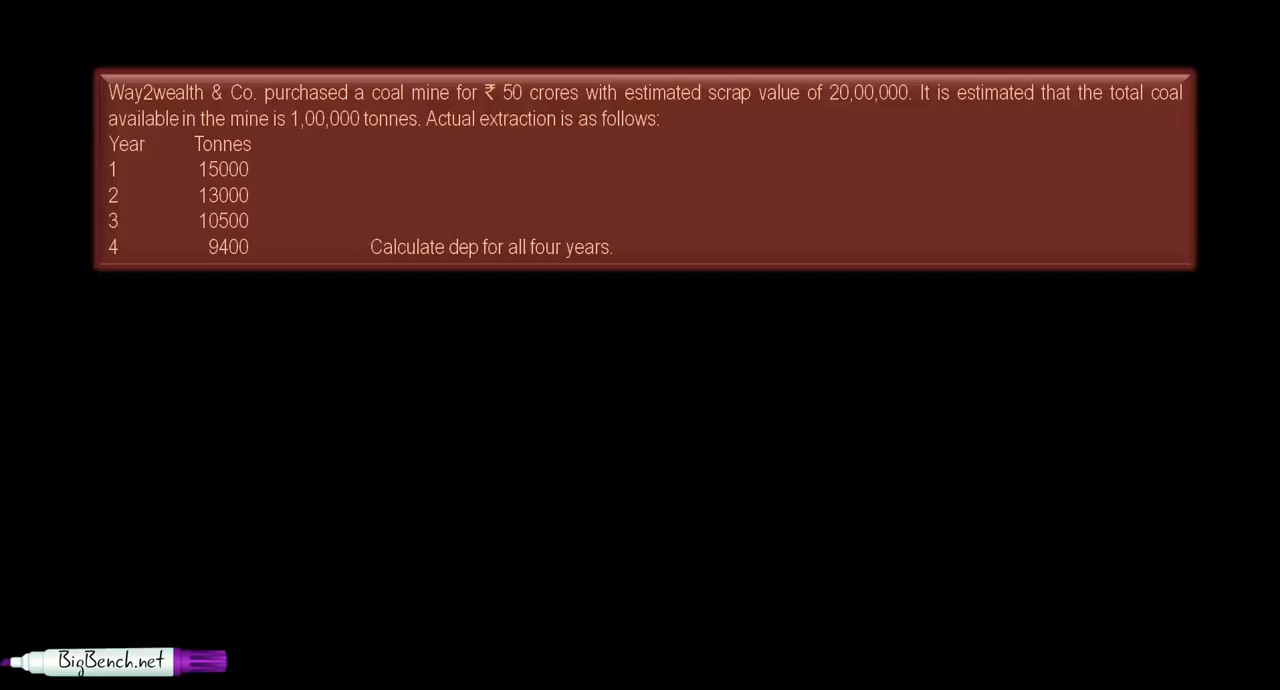 Way2wealth & Co. purchased a coal mine for ₹ 50 crores with estimated scrap value of 20,00,000. It is estimated that the total coal
available in the mine is 1,00,000 tonnes. Actual extraction is as follows:
Year Tonnes
1 15000
2 13000
3 10500
4 9400 Calculate dep for all four years.
BigBench.net